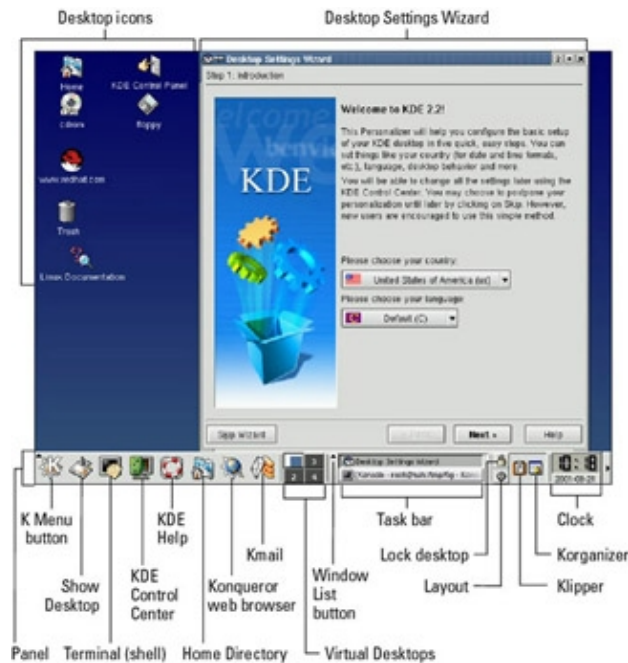 Desktop icons
Desktop Settings Wizard
Desktop Settings Wizard
Step 1: Introduction
Home
KDE Control Panel
cdrom
floppy
www.redhat.com
Trash
Linux Documentation
KDE
Welcome to KDE 2.2!
This Personalizer will help you configure the basic setup
of your KDE desktop in five quick, easy steps. You can
set things like your country (for date and time formats,
etc.), language, desktop behavior and more.
You will be able to change all the settings later using the
KDE Control Center. You may choose to postpone your
personalization until later by clicking on Skip. However,
new users are encouraged to use this simple method.
Please choose your country:
United States of America (us)
Please choose your language:
Default (C)
Skip Wizard
Next
Help
Desktop Settings Wizard
2001-08-21
K Menu
button
KDE
Help
Task bar
Clock
Kmail
Lock desktop
Korganizer
Show
Desktop
KDE
Control
Center
Konqueror
web browser
Window
List
button
Layout
Klipper
Panel
Terminal (shell)
Home Directory
Virtual Desktops